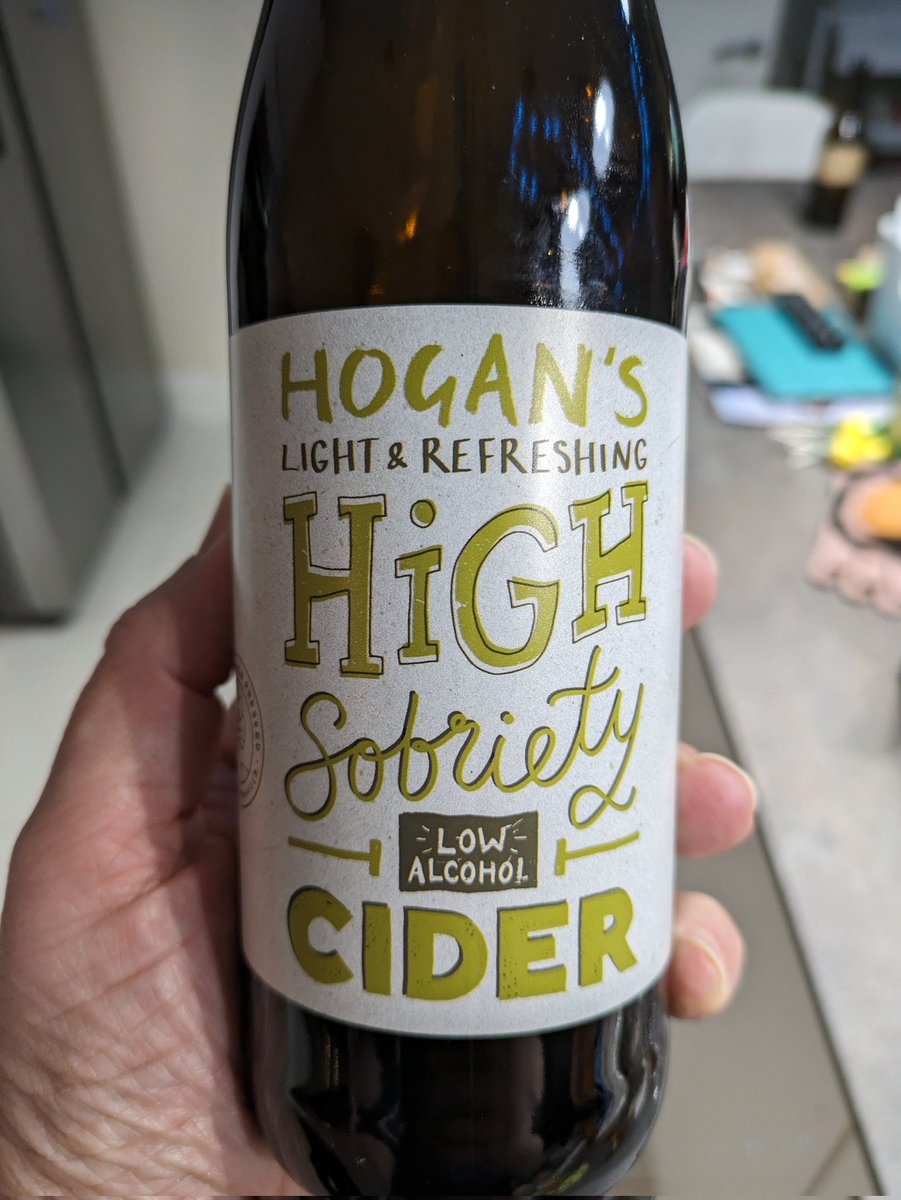 HOGAN'S
LIGHT & REFRESHING
HiGH
Sobriety
LOW
ALCOHOL
CIDER